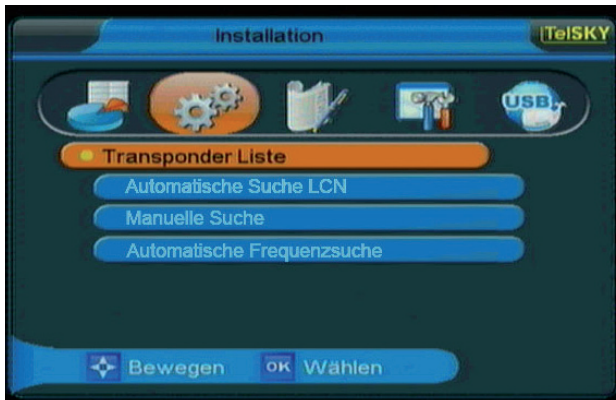 Installation
TelSKY
USB
Transponder Liste
Automatische Suche LCN
Manuelle Suche
Automatische Frequenzsuche
Bewegen OK Wählen